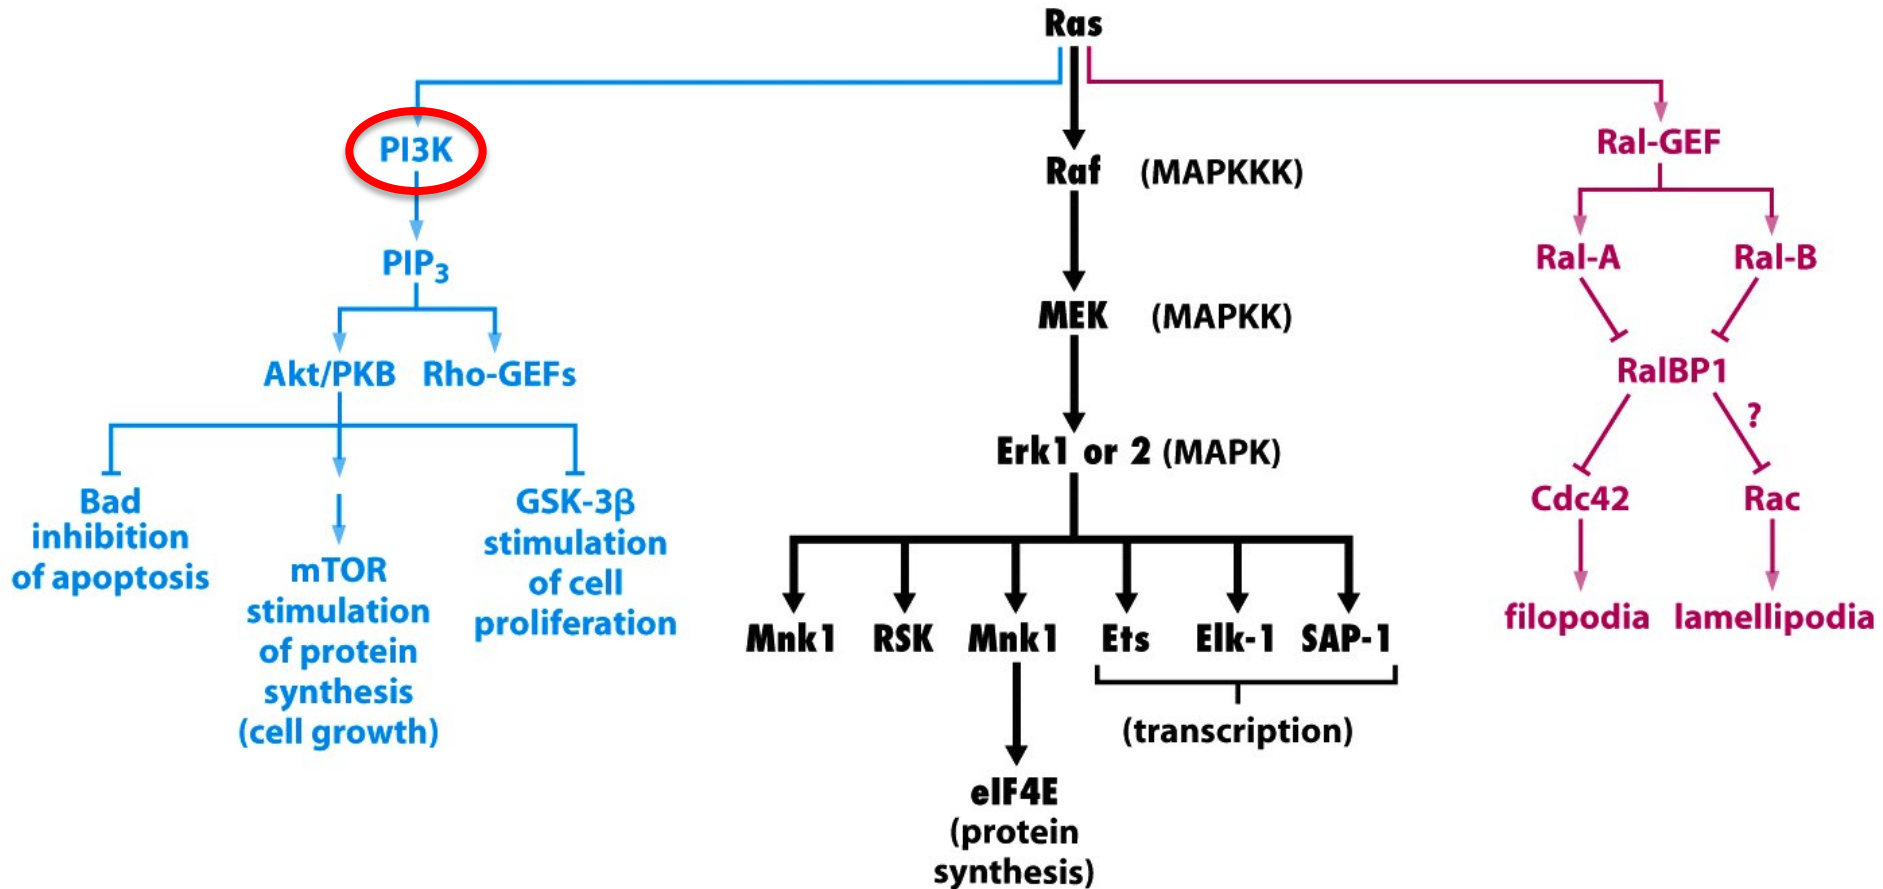 Ras
PI3K
PIP3
Akt/PKB
Rho-GEFs
Bad
inhibition
of apoptosis
mTOR
stimulation
of protein
synthesis
(cell growth)
GSK-3β
stimulation
of cell
proliferation
Raf (MAPKKK)
MEK (MAPKK)
Erk1 or 2 (MAPK)
Mnk1
RSK
Mnk1
Ets
Elk-1
SAP-1
(transcription)
eIF4E
(protein
synthesis)
Ral-GEF
Ral-A
Ral-B
RalBP1
?
Cdc42
Rac
filopodia
lamellipodia